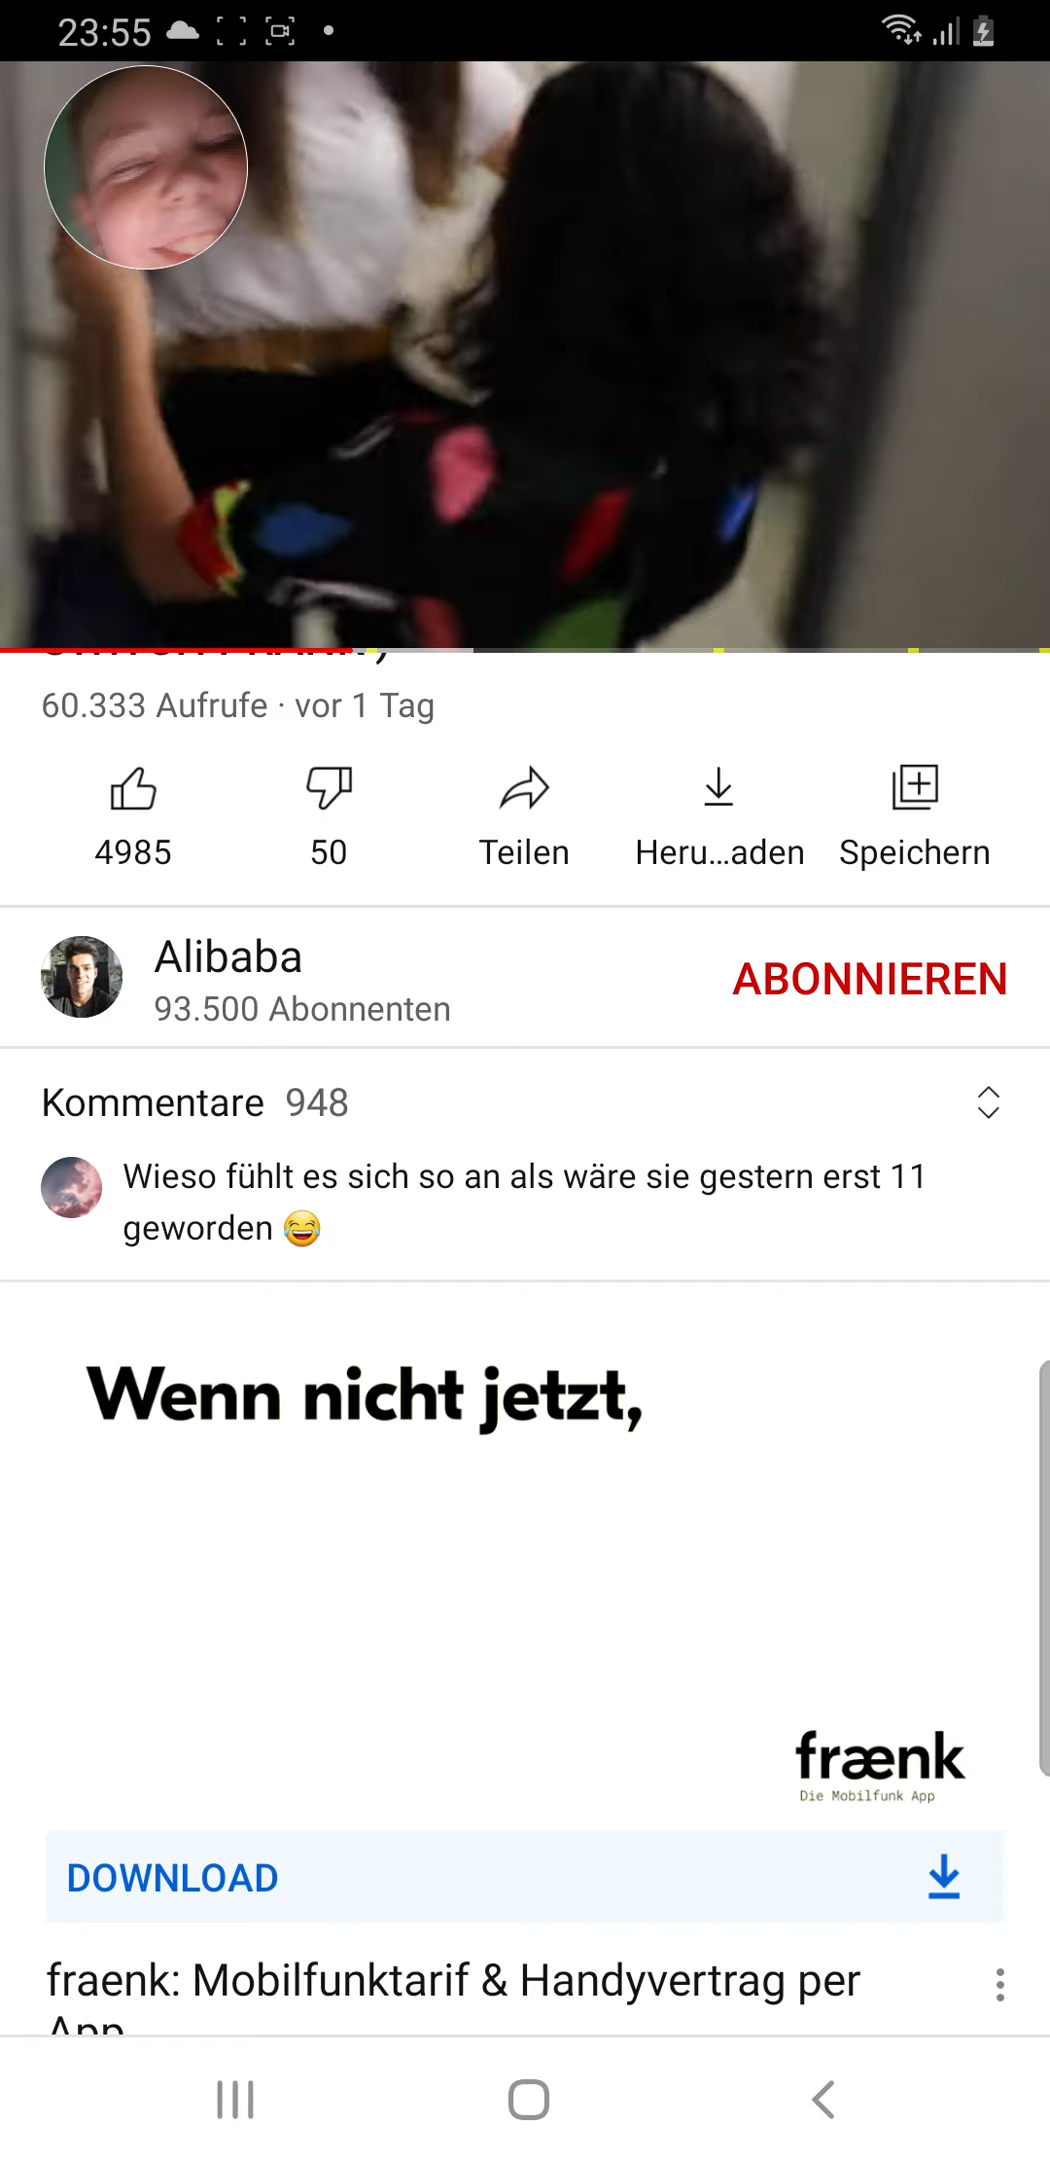 23:55
60.333 Aufrufe · vor 1 Tag
4985
50
Teilen
Heru...aden
Speichern
Alibaba
93.500 Abonnenten
ABONNIEREN
Kommentare 948
Wieso fühlt es sich so an als wäre sie gestern erst 11
geworden 😂
Wenn nicht jetzt,
frænk
Die Mobilfunk App
DOWNLOAD
fraenk: Mobilfunktarif & Handyvertrag per
App